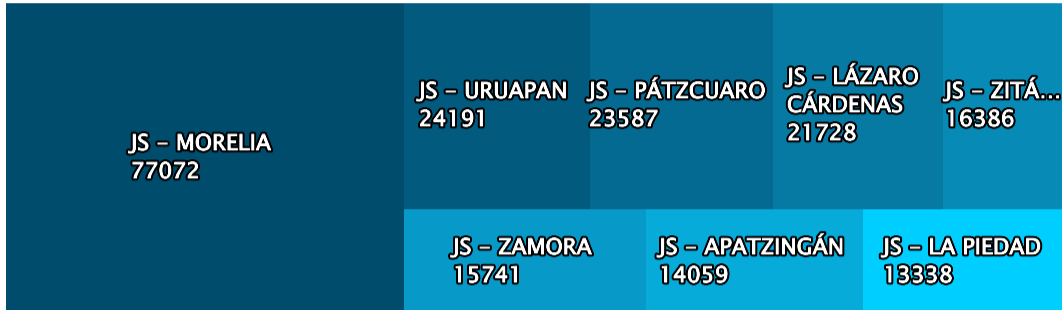 JS – MORELIA
77072
JS – URUAPAN
24191
JS – PÁTZCUARO
23587
JS – LÁZARO
CÁRDENAS
21728
JS – ZITÁ...
16386
JS – ZAMORA
15741
JS – APATZINGÁN
14059
JS – LA PIEDAD
13338